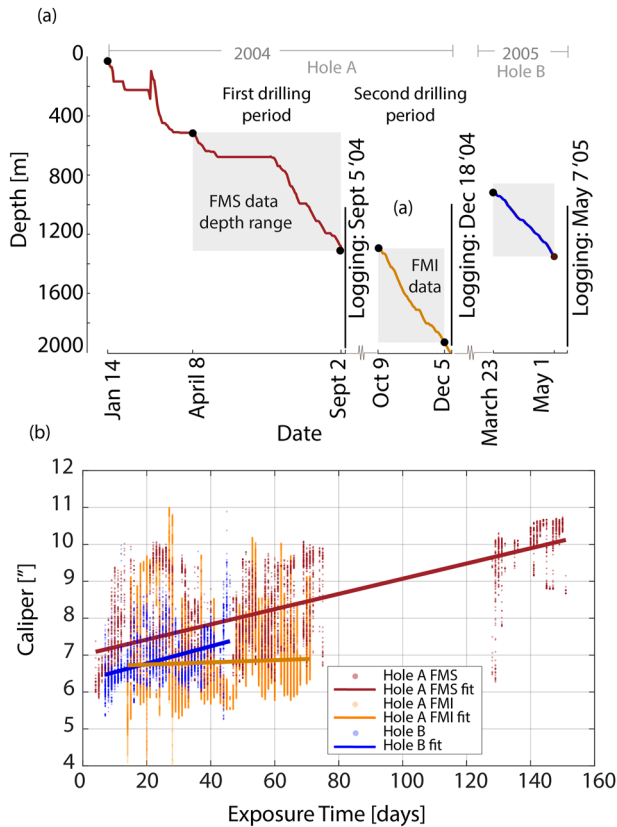 (a)
2004
2005
Hole A
Hole B
First drilling
period
Second drilling
period
0
400
800
1200
1600
2000
Depth [m]
FMS data
depth range
(a)
FMI
data
Logging: Sept 5 '04
Logging: Dec 18 '04
Logging: May 7 '05
Jan 14
April 8
Sept 2
Oct 9
Dec 5
March 23
May 1
Date
(b)
12
11
10
9
8
7
6
5
4
Caliper ["]
Hole A FMS
Hole A FMS fit
Hole A FMI
Hole A FMI fit
Hole B
Hole B fit
20
40
60
80
100
120
140
160
Exposure Time [days]